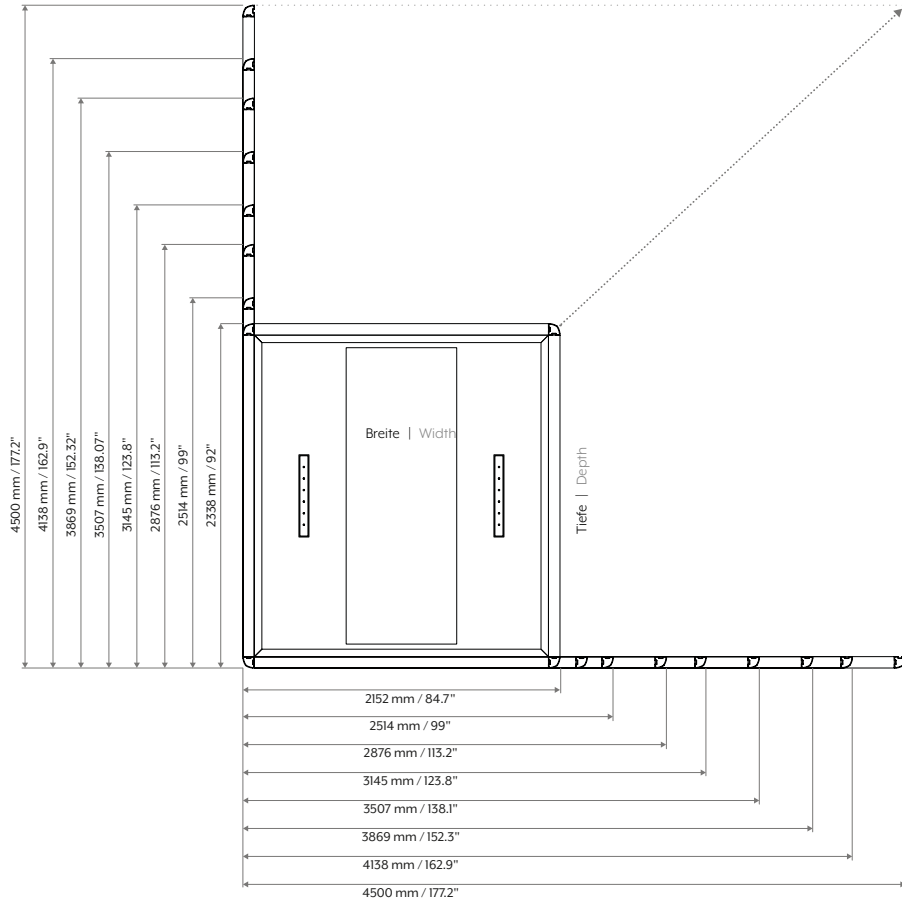 4500 mm / 177.2"
4138 mm / 162.9"
3869 mm / 152.32"
3507 mm / 138.07"
3145 mm / 123.8"
2876 mm / 113.2"
2514 mm / 99"
2338 mm / 92"
Breite | Width
Tiefe | Depth
2152 mm / 84.7"
2514 mm / 99"
2876 mm / 113.2"
3145 mm / 123.8"
3507 mm / 138.1"
3869 mm / 152.3"
4138 mm / 162.9"
4500 mm / 177.2"